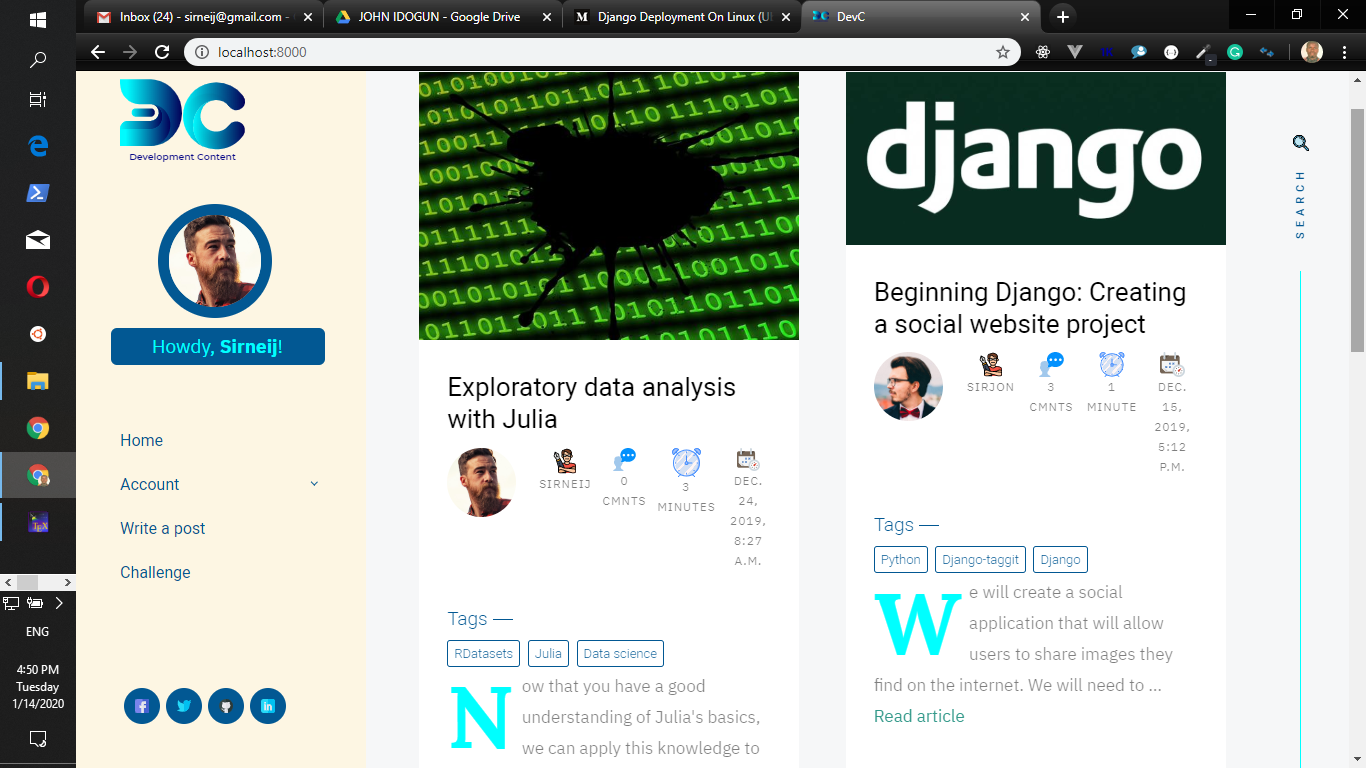 Inbox (24) - sirneij@gmail.com -
JOHN IDOGUN - Google Drive
Django Deployment On Linux (U
DevC
localhost:8000
Development Content
Howdy, Sirneij!
Home
Account
Write a post
Challenge
ENG
4:50 PM
Tuesday
1/14/2020
Exploratory data analysis
with Julia
SIRNEIJ
0
CMNTS
3
MINUTES
DEC.
24,
2019,
8:27
A.M.
Tags —
RDatasets
Julia
Data science
Now that you have a good
understanding of Julia's basics,
we can apply this knowledge to
django
Beginning Django: Creating
a social website project
SIRJON
3
CMNTS
1
MINUTE
DEC.
15,
2019,
5:12
P.M.
Tags —
Python
Django-taggit
Django
We will create a social
application that will allow
users to share images they
find on the internet. We will need to ...
Read article
SEARCH